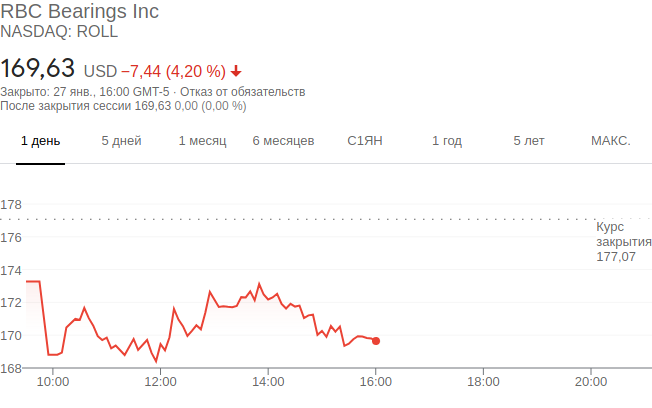 RBC Bearings Inc
NASDAQ: ROLL
169,63 USD −7,44 (4,20 %)
Закрыто: 27 янв., 16:00 GMT-5 · Отказ от обязательств
После закрытия сессии 169,63 0,00 (0,00 %)
1 день 5 дней 1 месяц 6 месяцев С1ЯН 1 год 5 лет МАКС.
178
Курс
закрытия
177,07
176
174
172
170
168
10:00 12:00 14:00 16:00 18:00 20:00